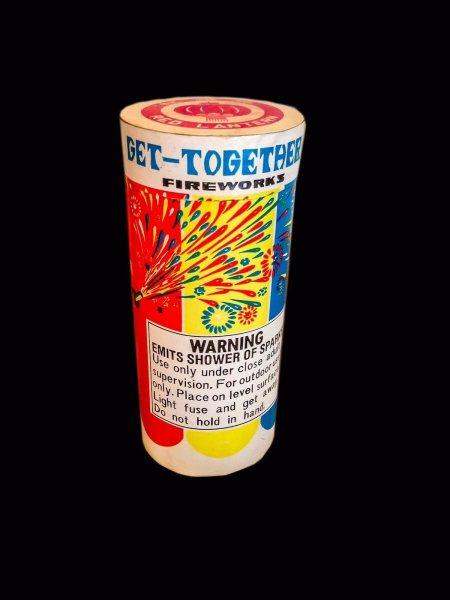 RED LANTERN
GET-TOGETHER
FIREWORKS
WARNING
EMITS SHOWER OF SPARKS
Use only under close adult
supervision. For outdoor
only. Place on level surface
Light fuse and get away
Do not hold in hand.